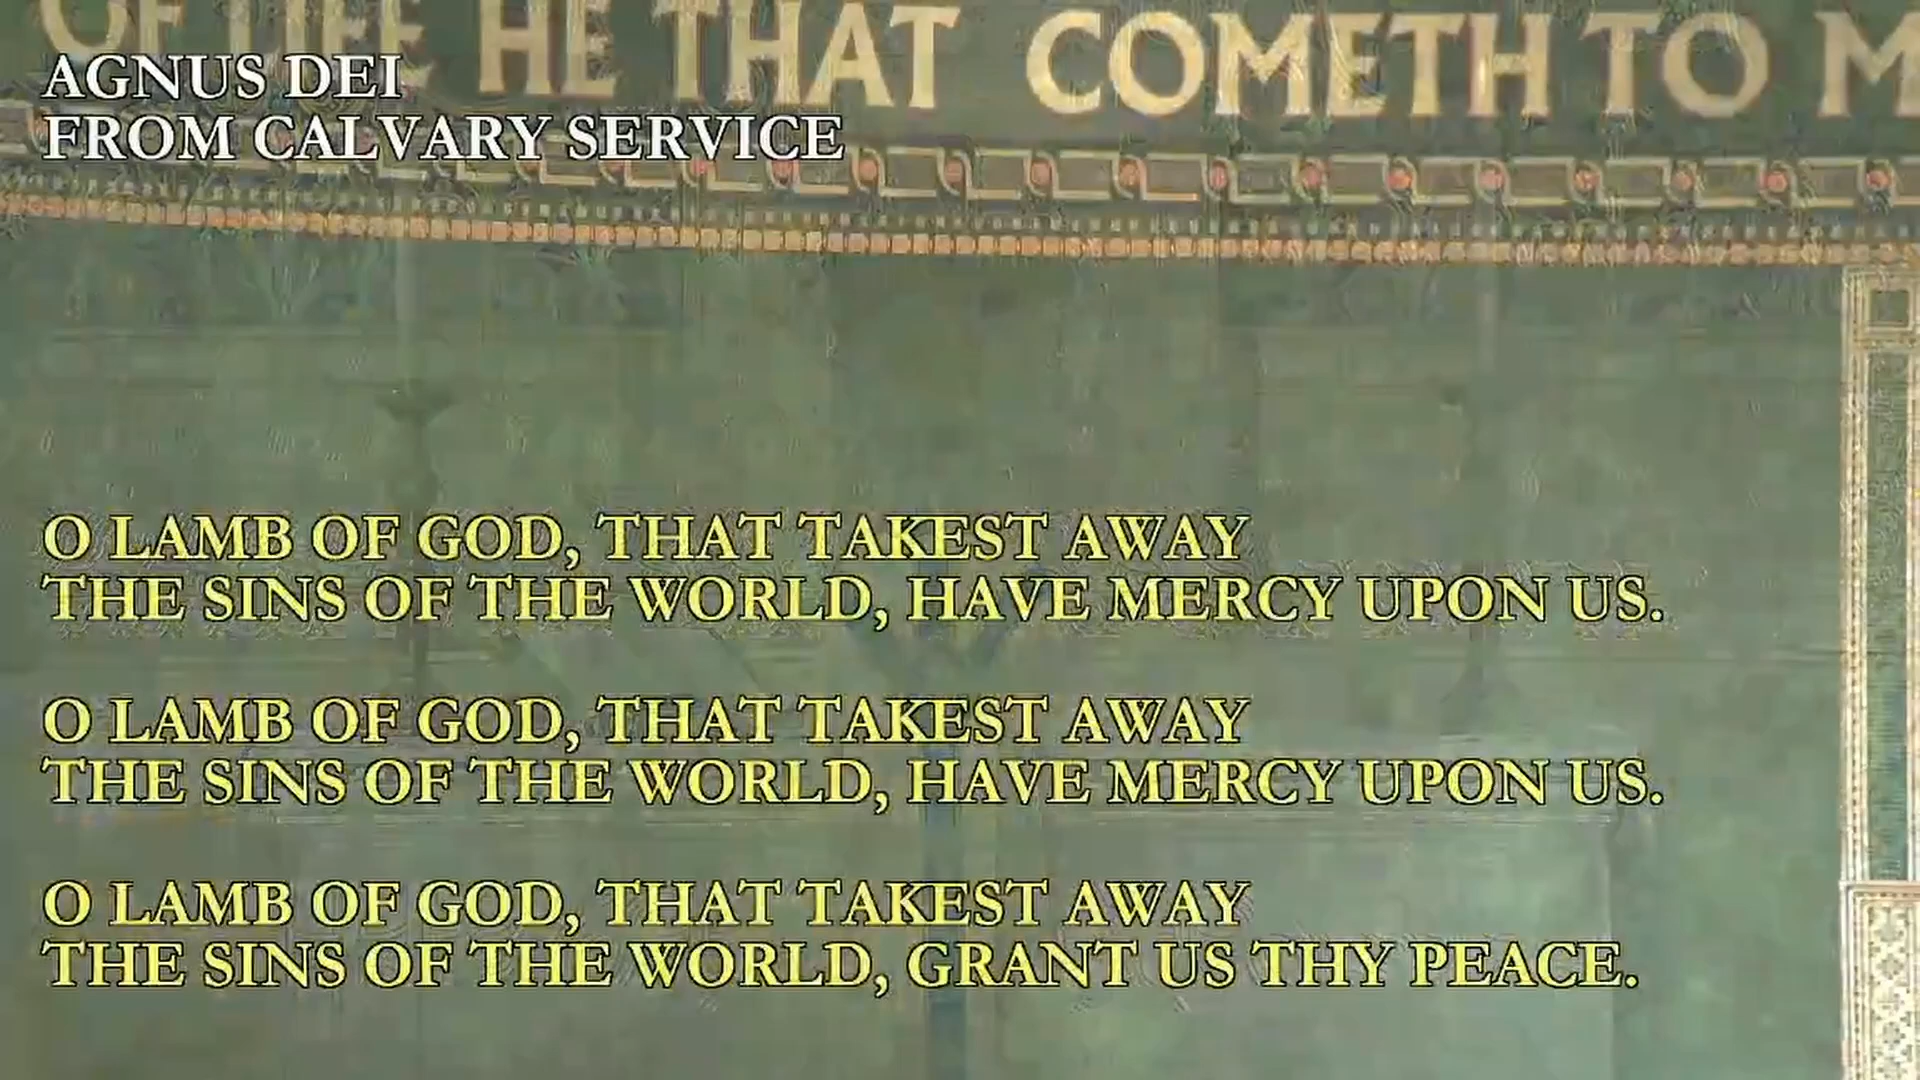 OF LIFE HE THAT COMETH TO M
AGNUS DEI
FROM CALVARY SERVICE
O LAMB OF GOD, THAT TAKEST AWAY
THE SINS OF THE WORLD, HAVE MERCY UPON US.
O LAMB OF GOD, THAT TAKEST AWAY
THE SINS OF THE WORLD, HAVE MERCY UPON US.
O LAMB OF GOD, THAT TAKEST AWAY
THE SINS OF THE WORLD, GRANT US THY PEACE.